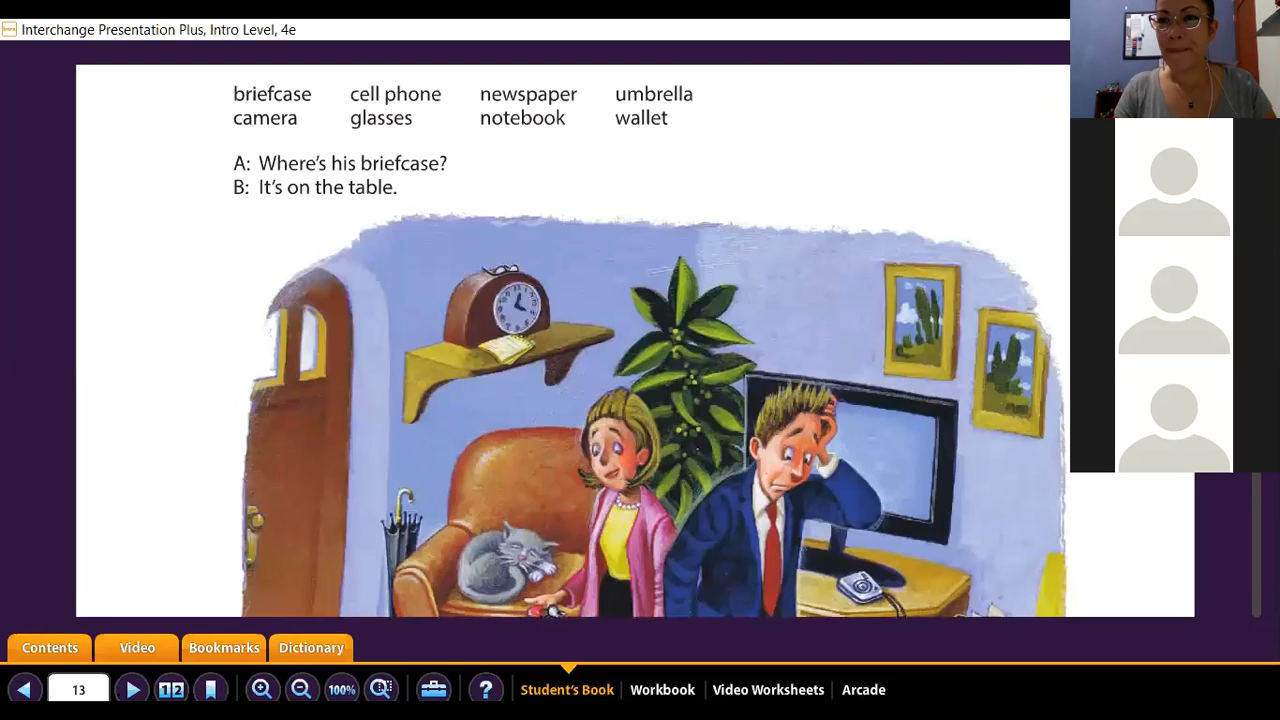 Interchange Presentation Plus, Intro Level, 4e
briefcase cell phone newspaper umbrella
camera glasses notebook wallet
A: Where's his briefcase?
B: It's on the table.
Contents Video Bookmarks Dictionary
13 12 100% ? Student's Book Workbook Video Worksheets Arcade